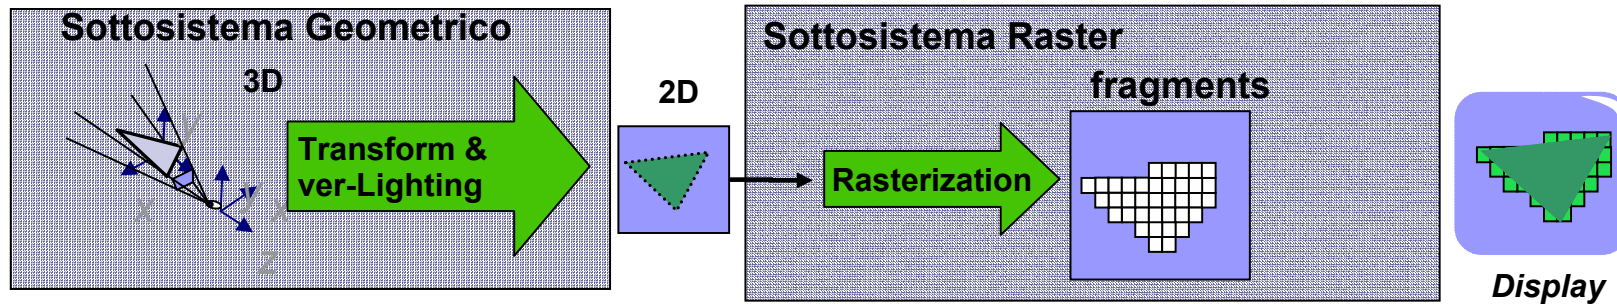 Sottosistema Geometrico
3D
Transform &
ver-Lighting
y
x
y
x
z
2D
Sottosistema Raster
fragments
Rasterization
Display